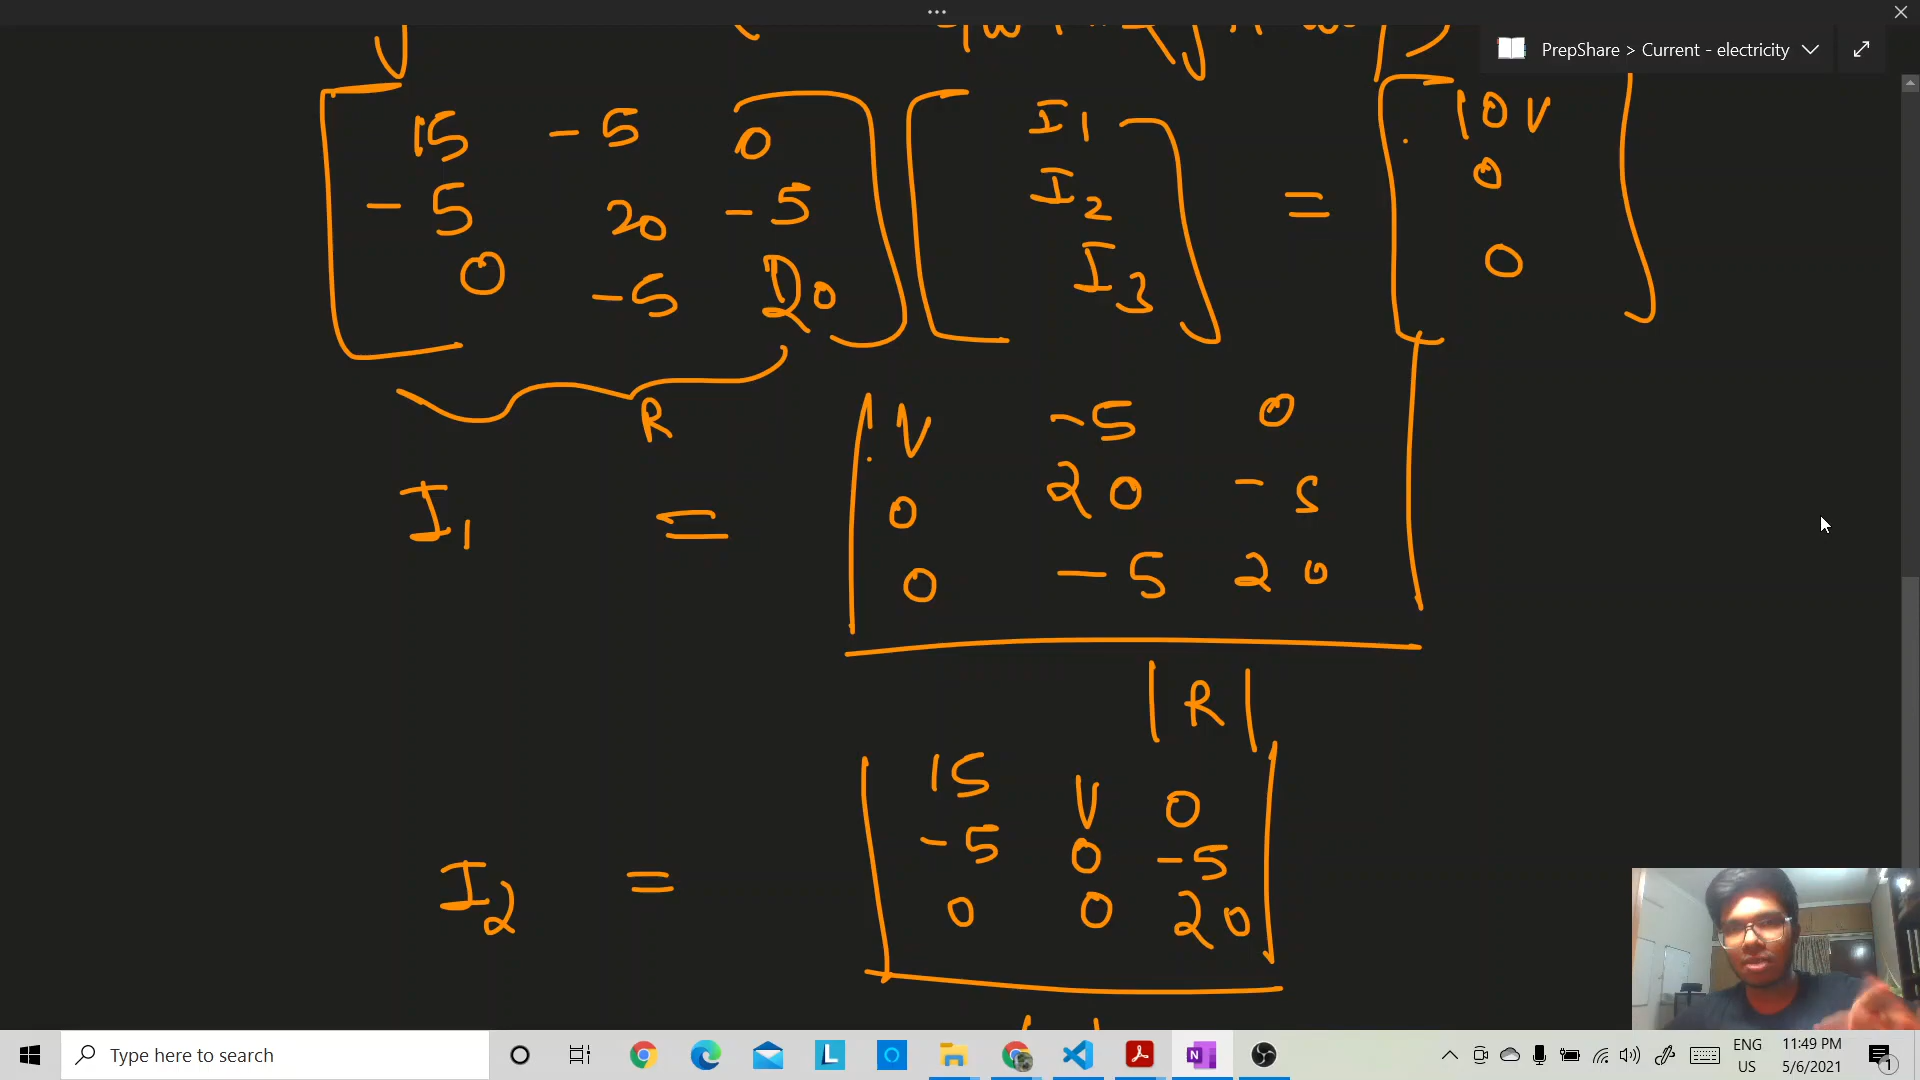 PrepShare > Current - electricity
15 -5 0 I1 10V
-5 20 -5 I2 = 0
0 -5 20 I3 0
R
V -5 0
I1 = 0 20 -5
0 -5 20
|R|
15 V 0
-5 0 -5
I2 = 0 0 20
Type here to search
L
ENG
US
11:49 PM
5/6/2021
1